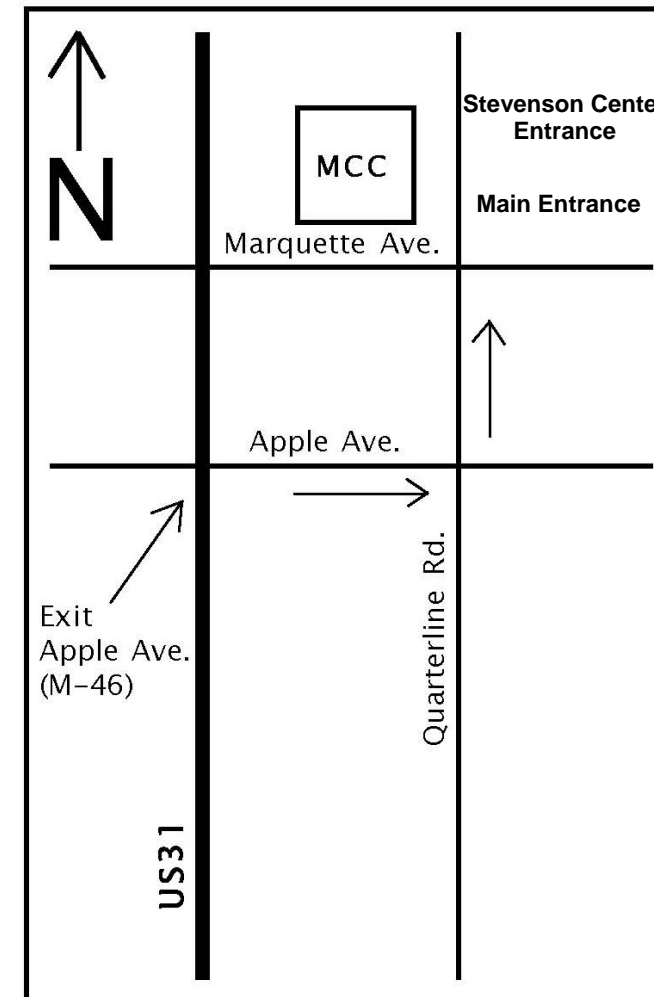 Stevenson Cente
Entrance
MCC
N
Main Entrance
Marquette Ave.
Apple Ave.
Exit
Apple Ave.
(M-46)
Quarterline Rd.
US31